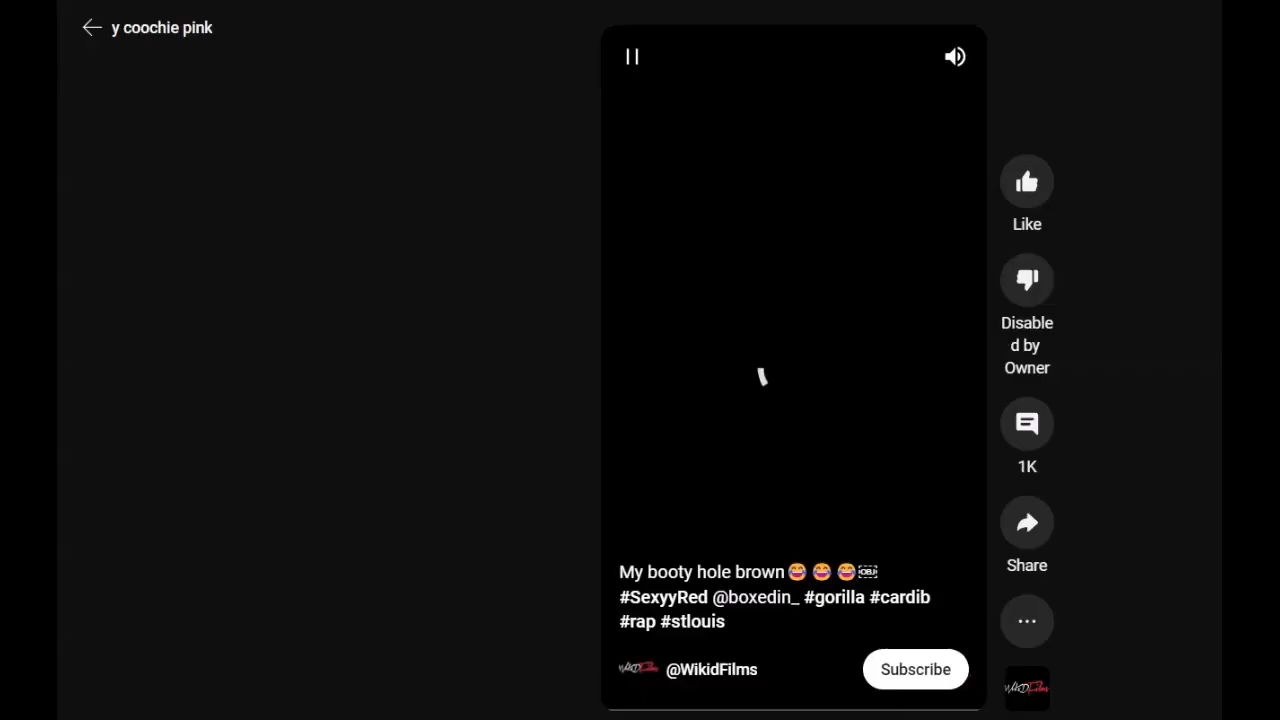 y coochie pink
My booty hole brown😂 😂 😂￼
#SexyyRed @boxedin_ #gorilla #cardib
#rap #stlouis
@WikidFilms
Subscribe
Like
Disable
d by
Owner
1K
Share
WikiDFilms